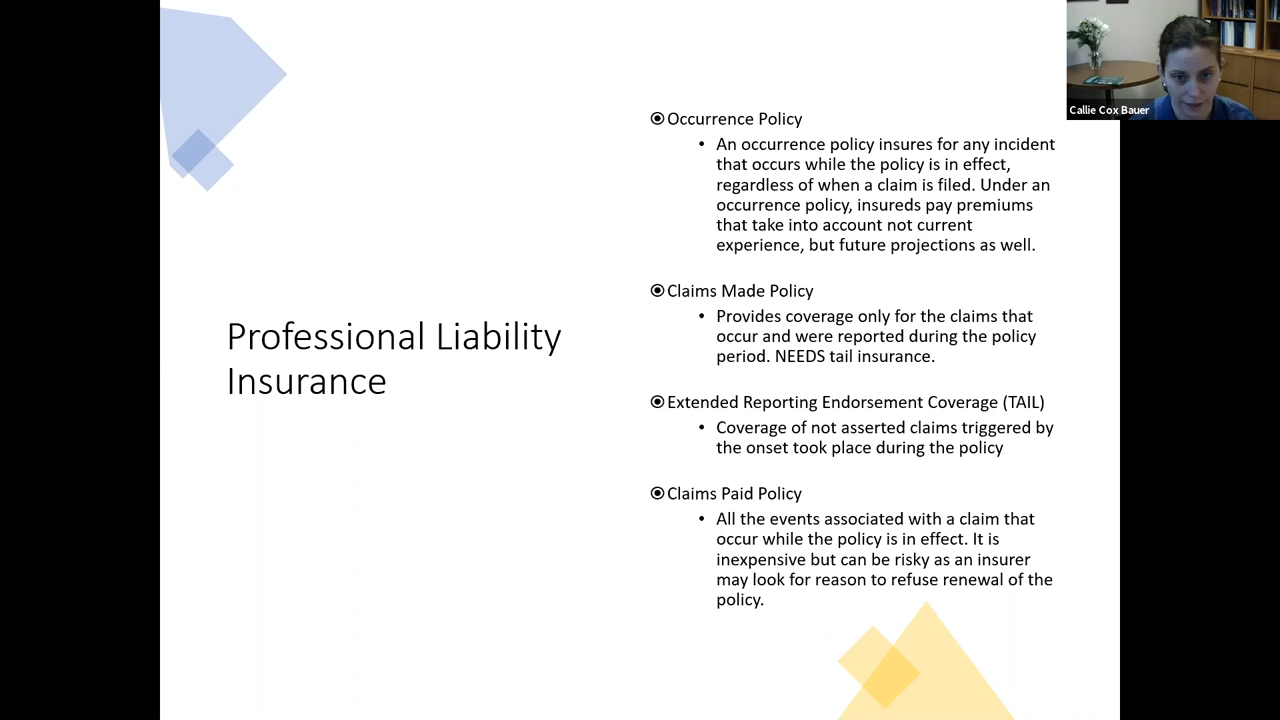 Professional Liability
Insurance
Occurrence Policy
• An occurrence policy insures for any incident
that occurs while the policy is in effect,
regardless of when a claim is filed. Under an
occurrence policy, insureds pay premiums
that take into account not current
experience, but future projections as well.
Claims Made Policy
• Provides coverage only for the claims that
occur and were reported during the policy
period. NEEDS tail insurance.
Extended Reporting Endorsement Coverage (TAIL)
• Coverage of not asserted claims triggered by
the onset took place during the policy
Claims Paid Policy
• All the events associated with a claim that
occur while the policy is in effect. It is
inexpensive but can be risky as an insurer
may look for reason to refuse renewal of the
policy.
Callie Cox Bauer